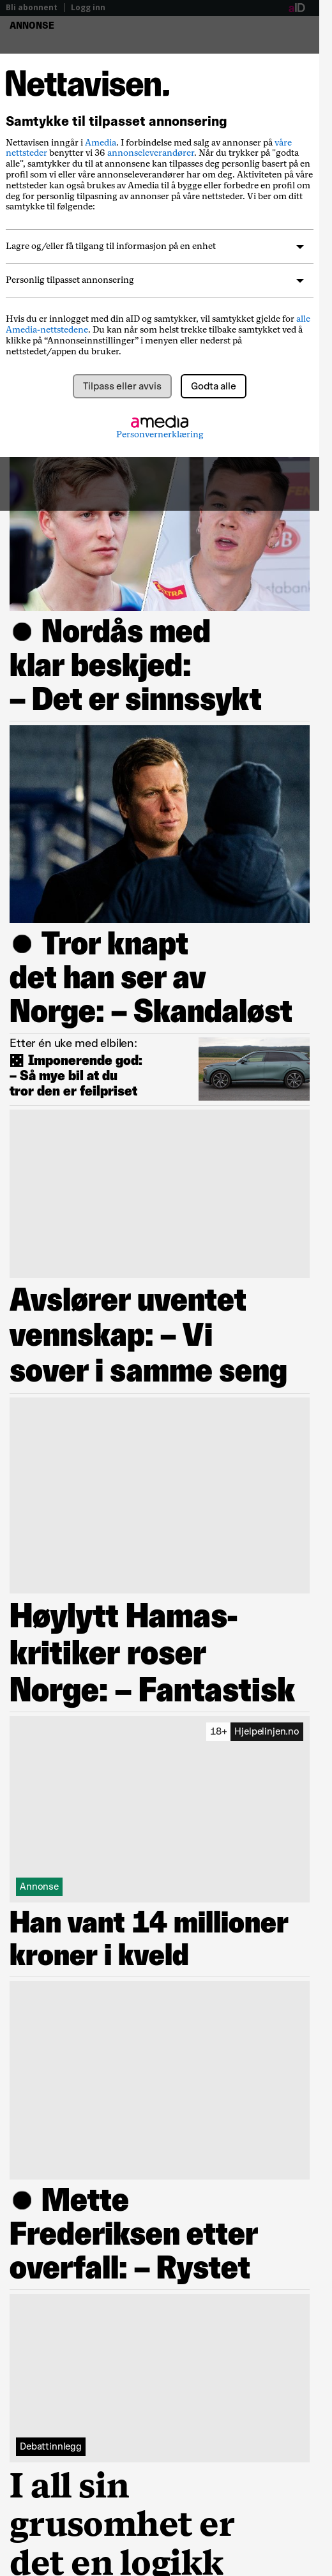 Bli abonnent | Logg inn
aID
ANNONSE
Nettavisen.
Samtykke til tilpasset annonsering
Nettavisen inngår i Amedia. I forbindelse med salg av annonser på våre
nettsteder benytter vi 36 annonseleverandører. Når du trykker på "godta
alle", samtykker du til at annonsene kan tilpasses deg personlig basert på en
profil som vi eller våre annonseleverandører har om deg. Aktiviteten på våre
nettsteder kan også brukes av Amedia til å bygge eller forbedre en profil om
deg for personlig tilpasning av annonser på våre nettsteder. Vi ber om ditt
samtykke til følgende:
Lagre og/eller få tilgang til informasjon på en enhet
Personlig tilpasset annonsering
Hvis du er innlogget med din aID og samtykker, vil samtykket gjelde for alle
Amedia-nettstedene. Du kan når som helst trekke tilbake samtykket ved å
klikke på “Annonseinnstillinger” i menyen eller nederst på
nettstedet/appen du bruker.
Tilpass eller avvis
Godta alle
amedia
Personvernerklæring
Nordås med
klar beskjed:
– Det er sinnssykt
Tror knapt
det han ser av
Norge: – Skandaløst
Etter én uke med elbilen:
Imponerende god:
– Så mye bil at du
tror den er feilpriset
Avslører uventet
vennskap: – Vi
sover i samme seng
Høylytt Hamas-
kritiker roser
Norge: – Fantastisk
18+ Hjelpelinjen.no
Annonse
Han vant 14 millioner
kroner i kveld
Mette
Frederiksen etter
overfall: – Rystet
Debattinnlegg
I all sin
grusomhet er
det en logikk